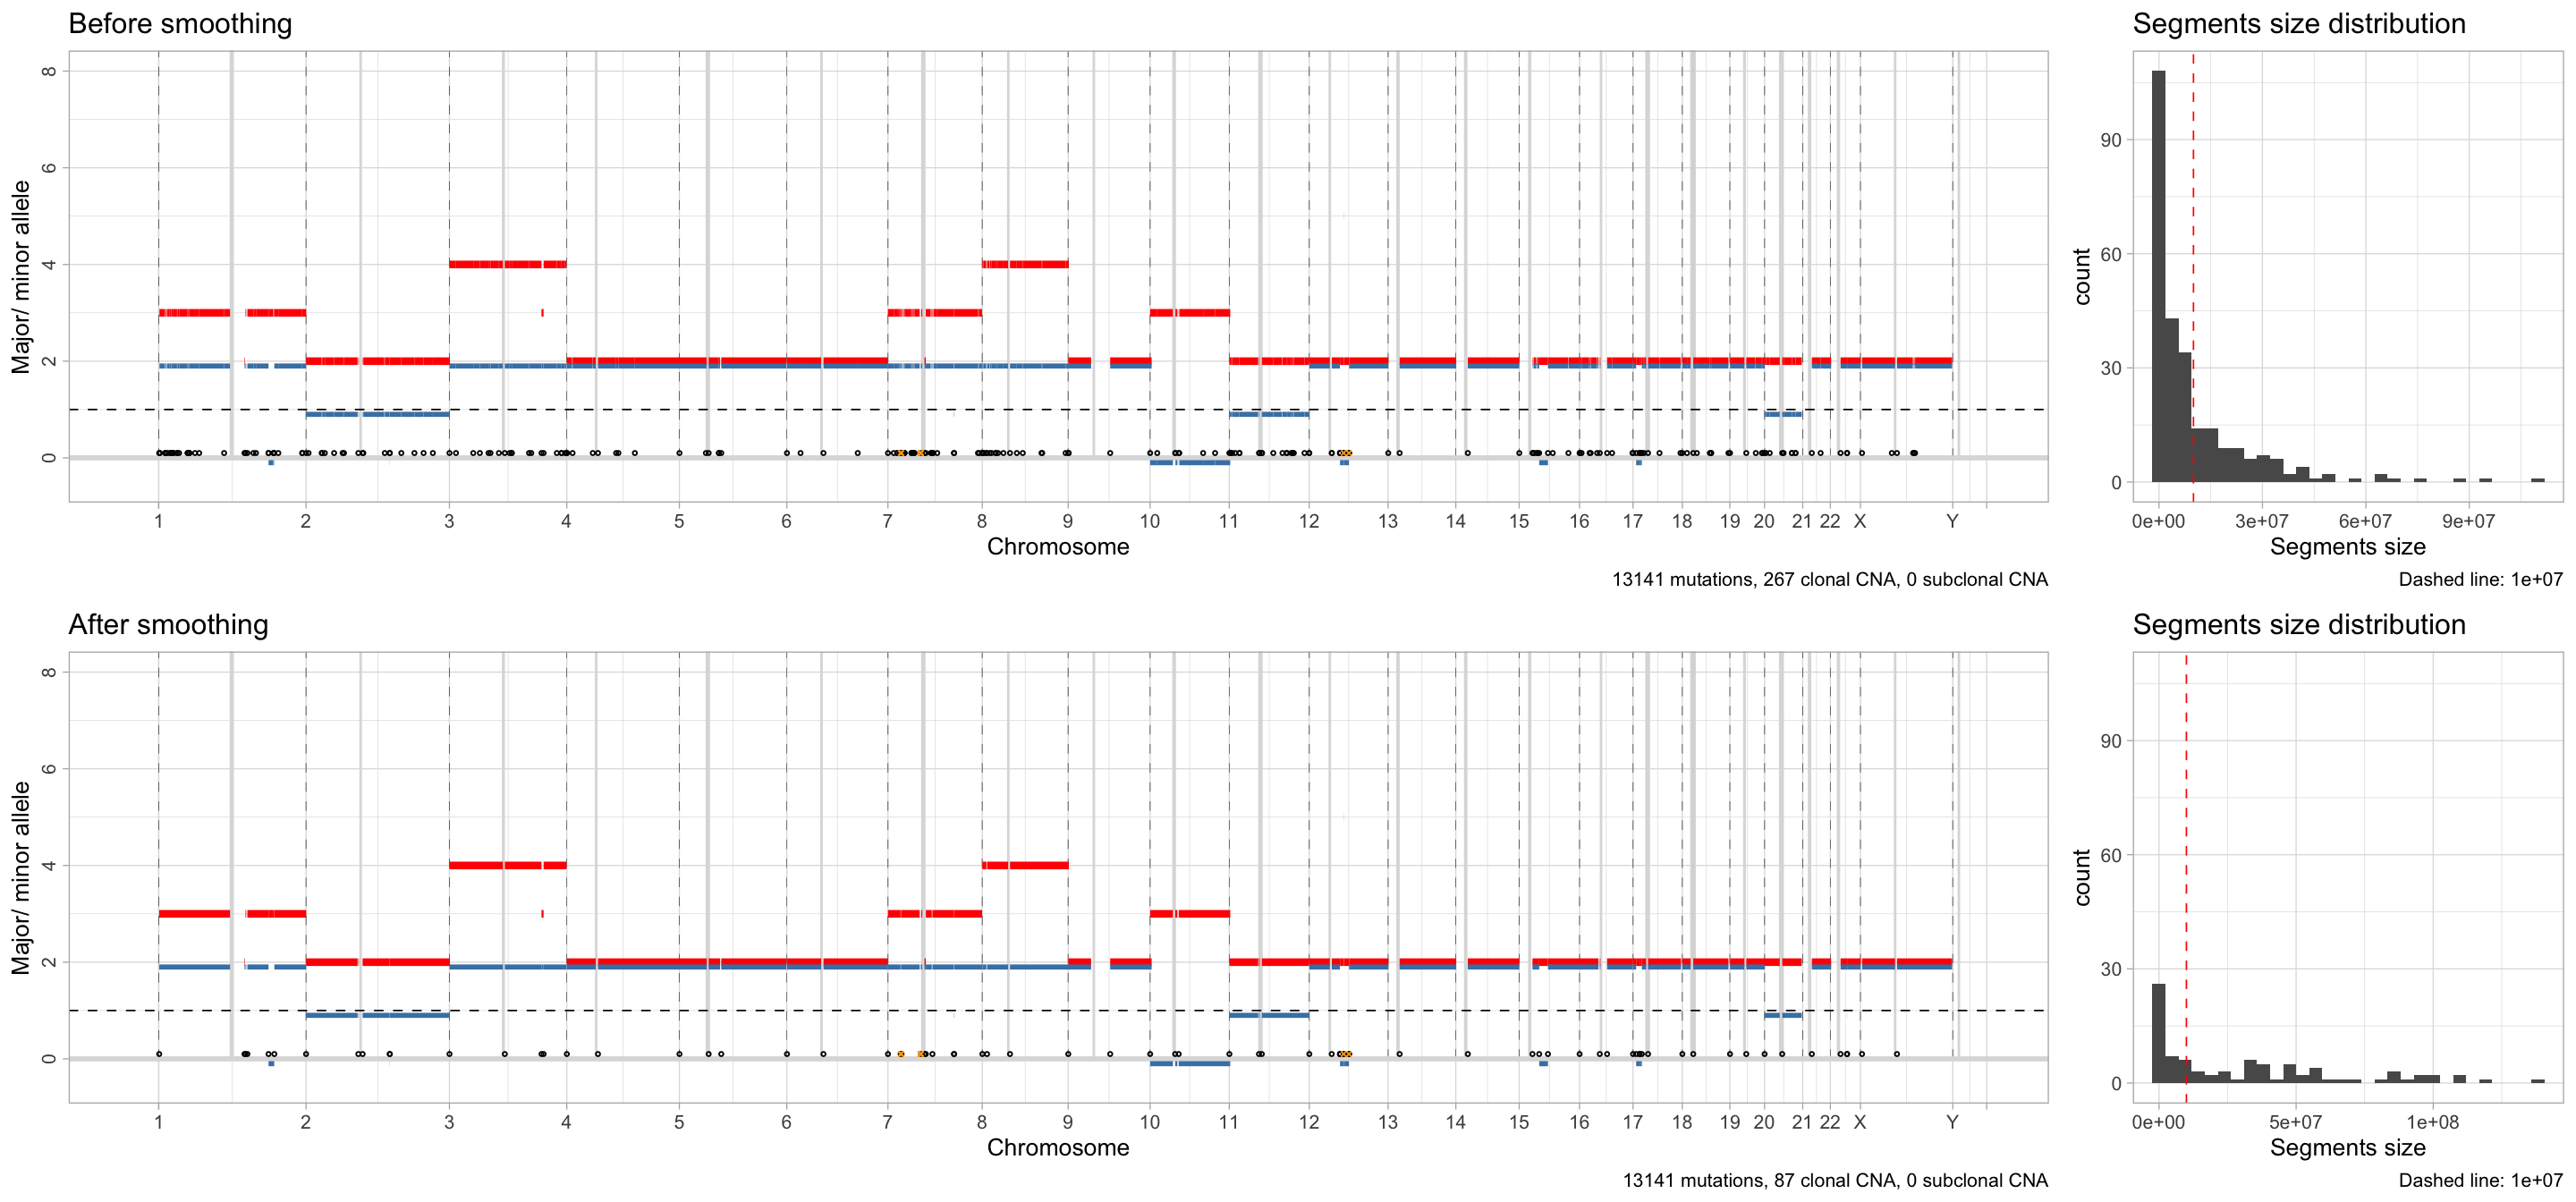 Before smoothing
Major/ minor allele
8
6
4
2
0
1 2 3 4 5 6 7 8 9 10 11 12 13 14 15 16 17 18 19 20 21 22 X Y
Chromosome
13141 mutations, 267 clonal CNA, 0 subclonal CNA
Segments size distribution
count
90
60
30
0
0e+00 3e+07 6e+07 9e+07
Segments size
Dashed line: 1e+07
After smoothing
Major/ minor allele
8
6
4
2
0
1 2 3 4 5 6 7 8 9 10 11 12 13 14 15 16 17 18 19 20 21 22 X Y
Chromosome
13141 mutations, 87 clonal CNA, 0 subclonal CNA
Segments size distribution
count
90
60
30
0
0e+00 5e+07 1e+08
Segments size
Dashed line: 1e+07